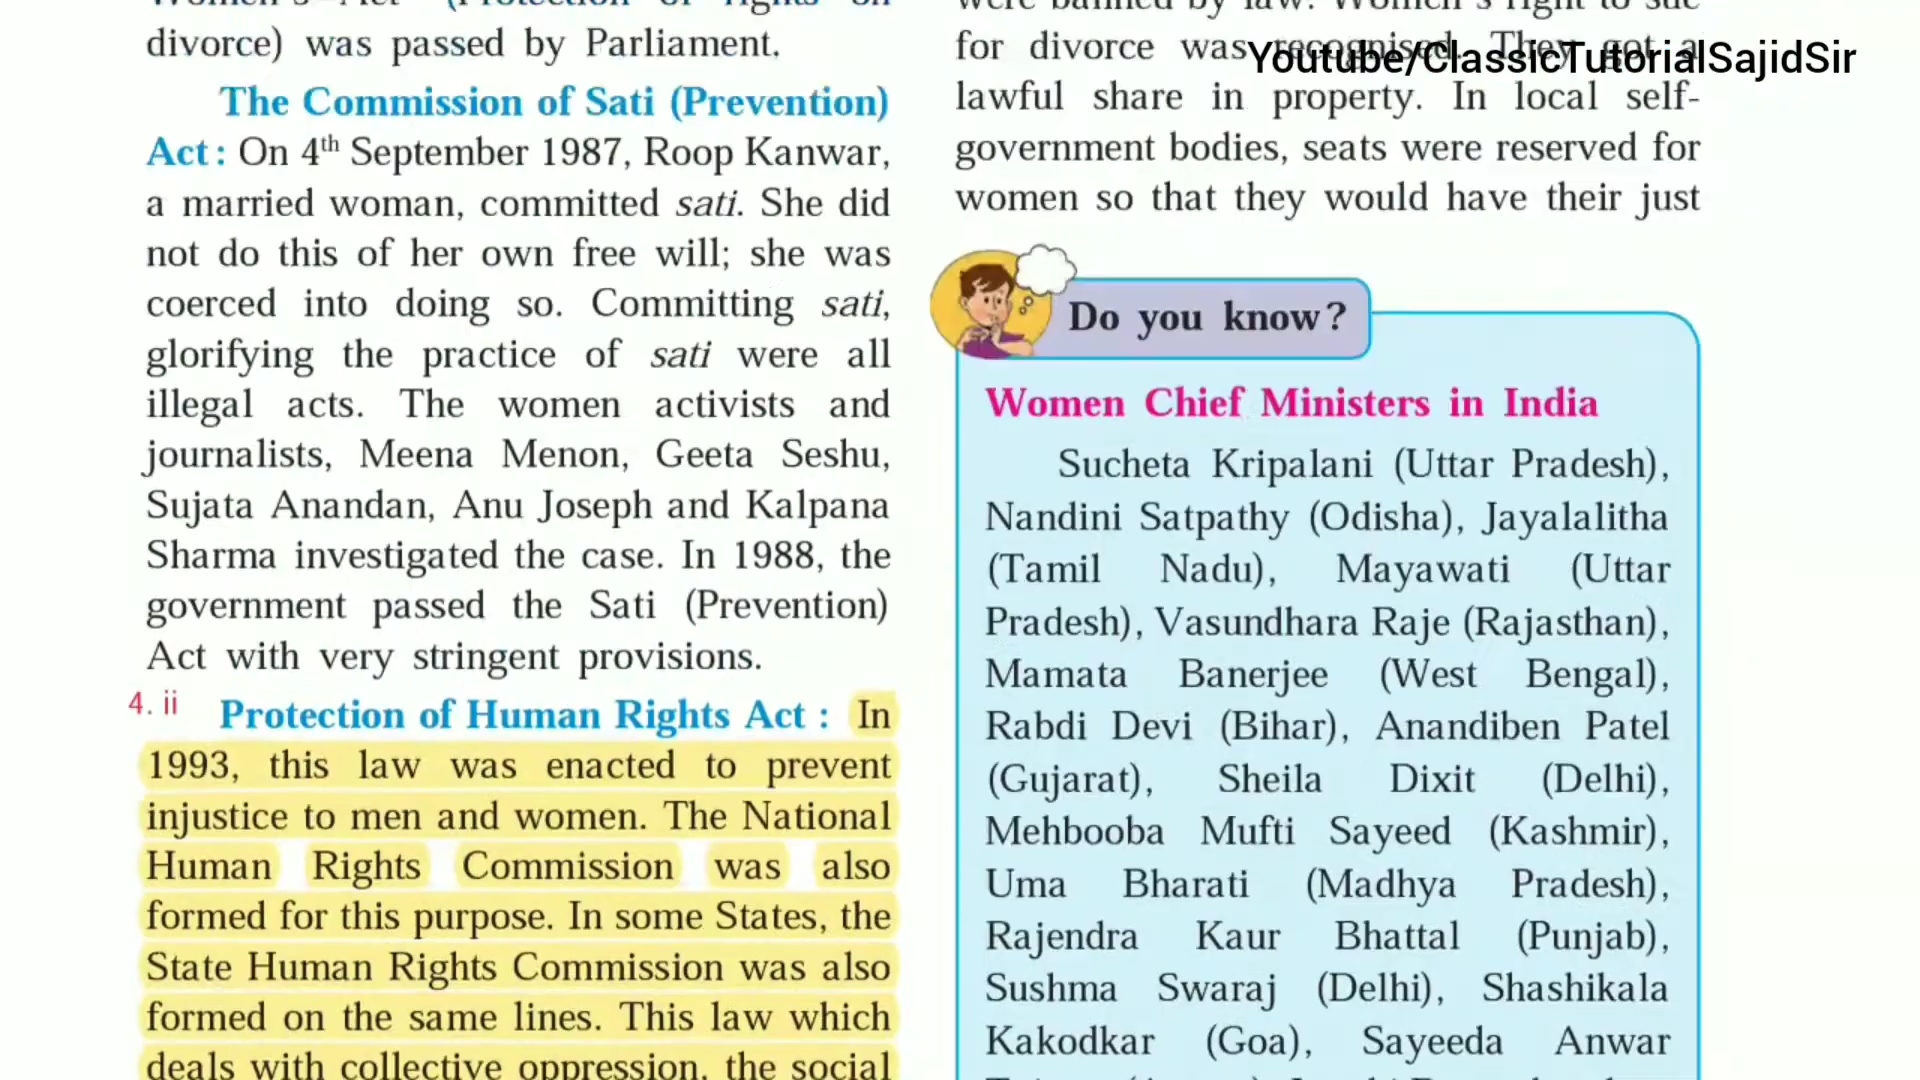 divorce) was passed by Parliament.
The Commission of Sati (Prevention)
Act : On 4th September 1987, Roop Kanwar,
a married woman, committed sati. She did
not do this of her own free will; she was
coerced into doing so. Committing sati,
glorifying the practice of sati were all
illegal acts. The women activists and
journalists, Meena Menon, Geeta Seshu,
Sujata Anandan, Anu Joseph and Kalpana
Sharma investigated the case. In 1988, the
government passed the Sati (Prevention)
Act with very stringent provisions.
4. ii
Protection of Human Rights Act : In
1993, this law was enacted to prevent
injustice to men and women. The National
Human Rights Commission was also
formed for this purpose. In some States, the
State Human Rights Commission was also
formed on the same lines. This law which
deals with collective oppression, the social
for divorce was recognised. They got a
Youtube/ClassicTutorialSajidSir
lawful share in property. In local self-
government bodies, seats were reserved for
women so that they would have their just
Do you know?
Women Chief Ministers in India
Sucheta Kripalani (Uttar Pradesh),
Nandini Satpathy (Odisha), Jayalalitha
(Tamil Nadu), Mayawati (Uttar
Pradesh), Vasundhara Raje (Rajasthan),
Mamata Banerjee (West Bengal),
Rabdi Devi (Bihar), Anandiben Patel
(Gujarat), Sheila Dixit (Delhi),
Mehbooba Mufti Sayeed (Kashmir),
Uma Bharati (Madhya Pradesh),
Rajendra Kaur Bhattal (Punjab),
Sushma Swaraj (Delhi), Shashikala
Kakodkar (Goa), Sayeeda Anwar